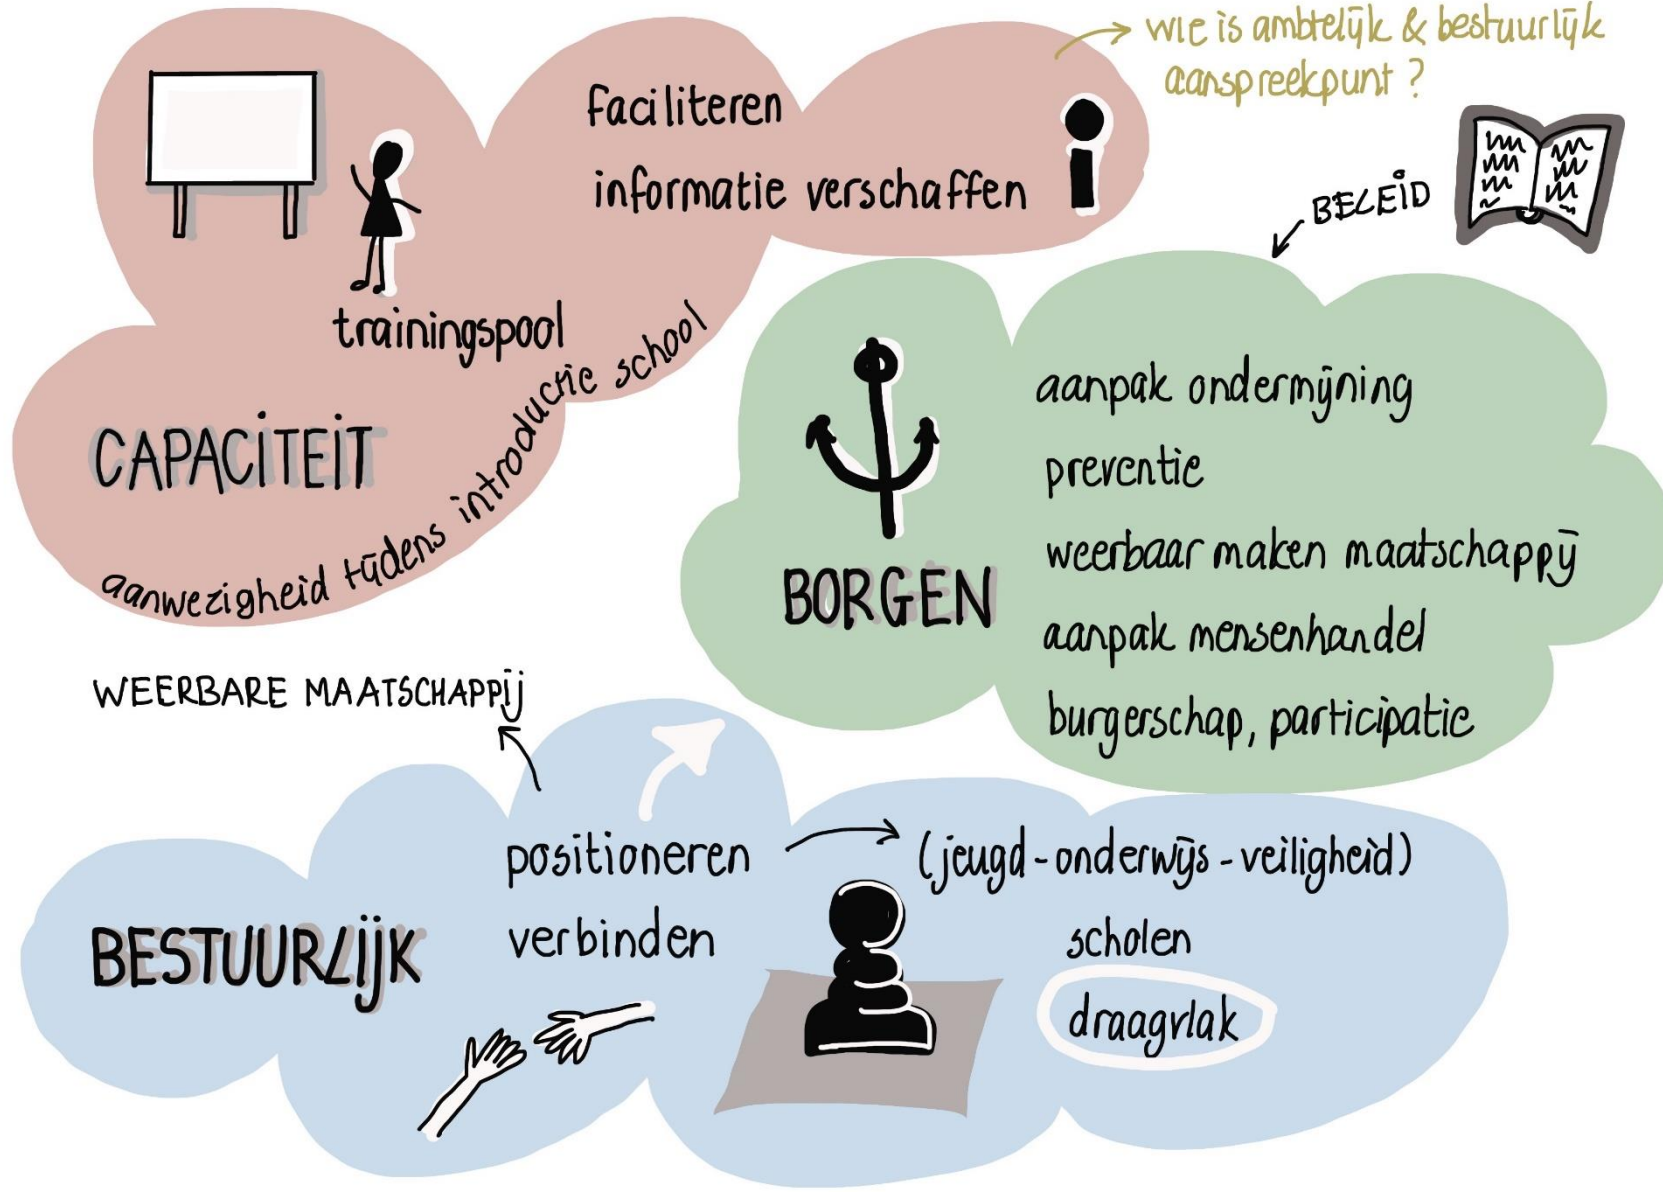 wie is ambtelijk & bestuurlijk
aanspreekpunt?
faciliteren
informatie verschaffen
trainingspool
CAPACITEIT
aanwezigheid tijdens introductie school
BELEID
BORGEN
aanpak ondermijning
preventie
weerbaar maken maatschappij
aanpak mensenhandel
burgerschap, participatie
WEERBARE MAATSCHAPPIJ
BESTUURLIJK
positioneren
verbinden
(jeugd-onderwijs-veiligheid)
scholen
draagvlak